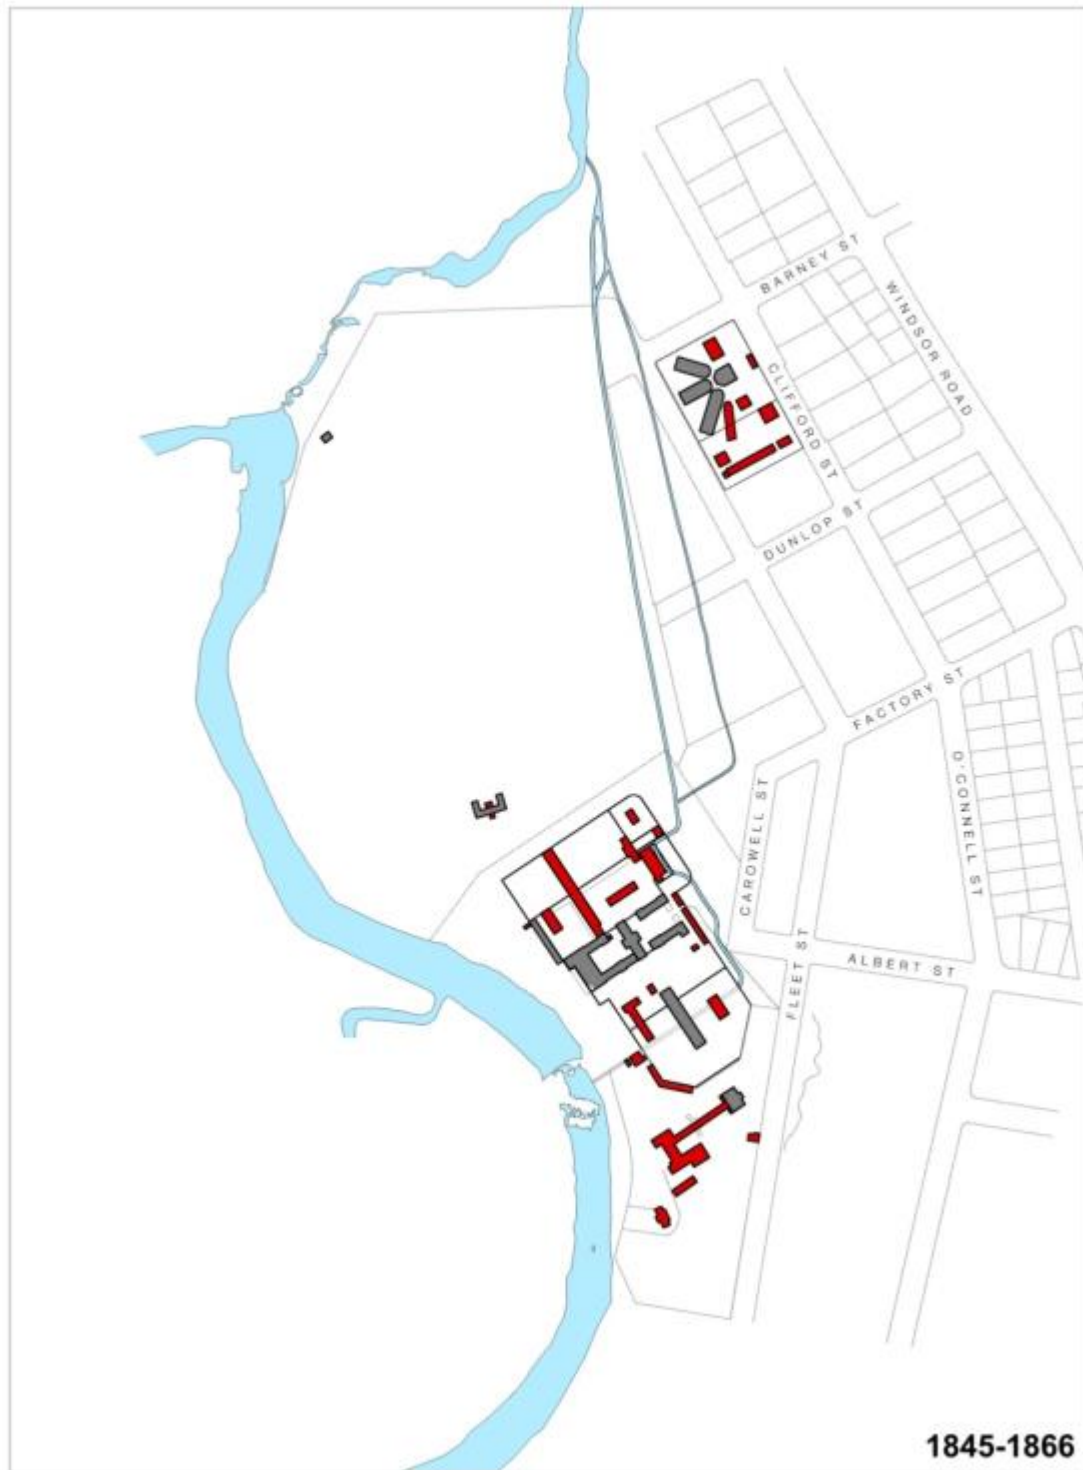 BARNEY ST
WINDSOR ROAD
CLIFFORD ST
DUNLOP ST
FACTORY ST
O'CONNELL ST
CAROWELL ST
FLEET ST
ALBERT ST
1845-1866